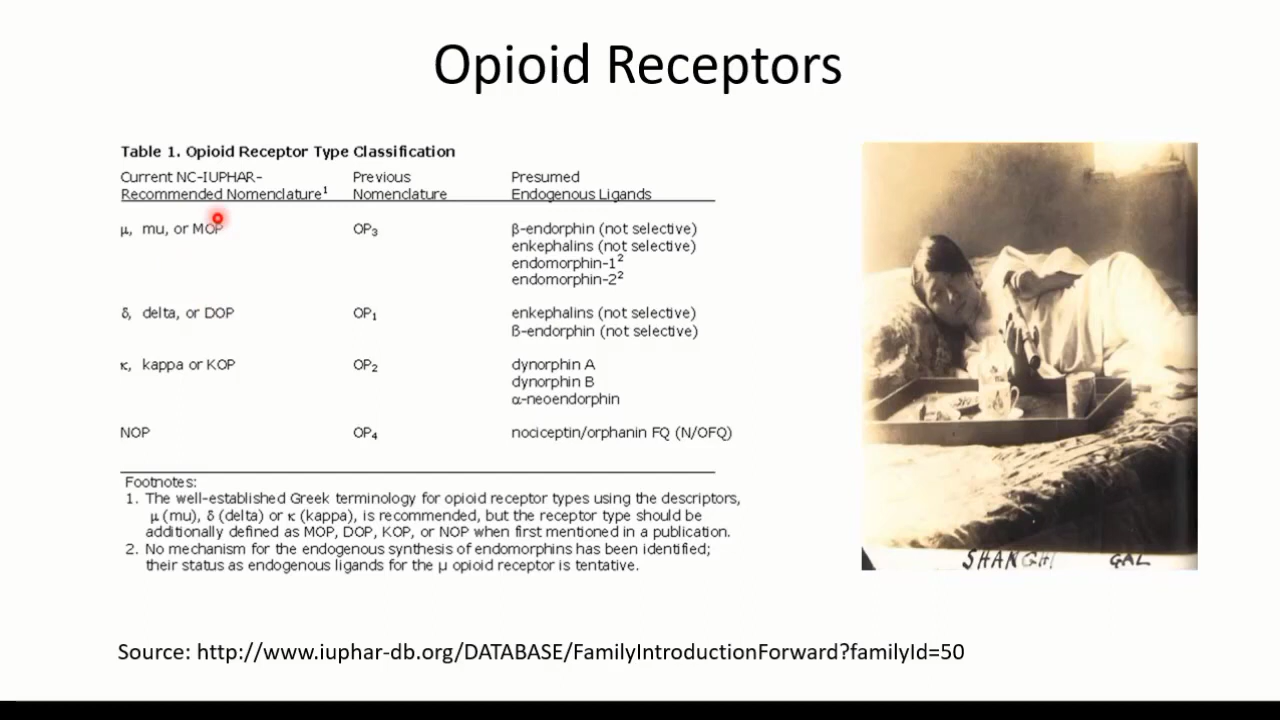 Opioid Receptors
Table 1. Opioid Receptor Type Classification
Current NC-IUPHAR-
Recommended Nomenclature¹
Previous
Nomenclature
Presumed
Endogenous Ligands
μ, mu, or MOP
OP₃
β-endorphin (not selective)
enkephalins (not selective)
endomorphin-1²
endomorphin-2²
δ, delta, or DOP
OP₁
enkephalins (not selective)
ß-endorphin (not selective)
κ, kappa or KOP
OP₂
dynorphin A
dynorphin B
α-neoendorphin
NOP
OP₄
nociceptin/orphanin FQ (N/OFQ)
Footnotes:
1. The well-established Greek terminology for opioid receptor types using the descriptors,
μ (mu), δ (delta) or κ (kappa), is recommended, but the receptor type should be
additionally defined as MOP, DOP, KOP, or NOP when first mentioned in a publication.
2. No mechanism for the endogenous synthesis of endomorphins has been identified;
their status as endogenous ligands for the μ opioid receptor is tentative.
SHANGHI GAL
Source: http://www.iuphar-db.org/DATABASE/FamilyIntroductionForward?familyId=50